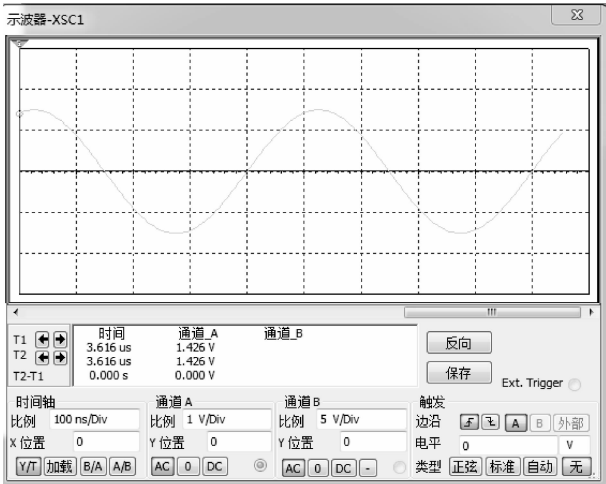 示波器-XSC1
时间 通道_A 通道_B
T1 3.616 us 1.426 V
T2 3.616 us 1.426 V
T2-T1 0.000 s 0.000 V
反向
保存
Ext. Trigger
时间轴 通道 A 通道 B 触发
比例 100 ns/Div 比例 1 V/Div 比例 5 V/Div 边沿 A B 外部
X 位置 0 Y 位置 0 Y 位置 0 电平 0 V
Y/T 加载 B/A A/B AC 0 DC AC 0 DC - 类型 正弦 标准 自动 无